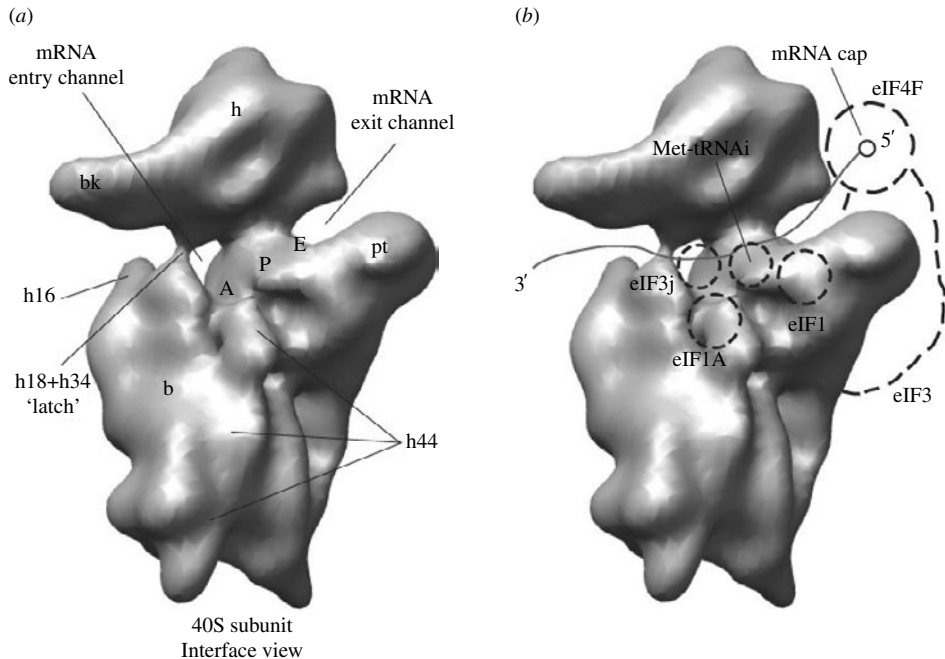 (a)
mRNA
entry channel
h
mRNA
exit channel
bk
E
pt
P
A
h16
h18+h34
‘latch’
b
h44
40S subunit
Interface view
(b)
mRNA cap
eIF4F
5′
Met-tRNAi
3′
eIF3j
eIF1
eIF1A
eIF3